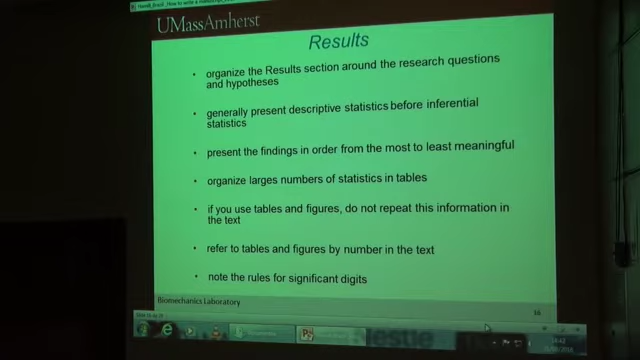 UMassAmherst
Results
organize the Results section around the research questions
and hypotheses
generally present descriptive statistics before inferential
statistics
present the findings in order from the most to least meaningful
organize larges numbers of statistics in tables
if you use tables and figures, do not repeat this information in
the text
refer to tables and figures by number in the text
note the rules for significant digits
Biomechanics Laboratory
16